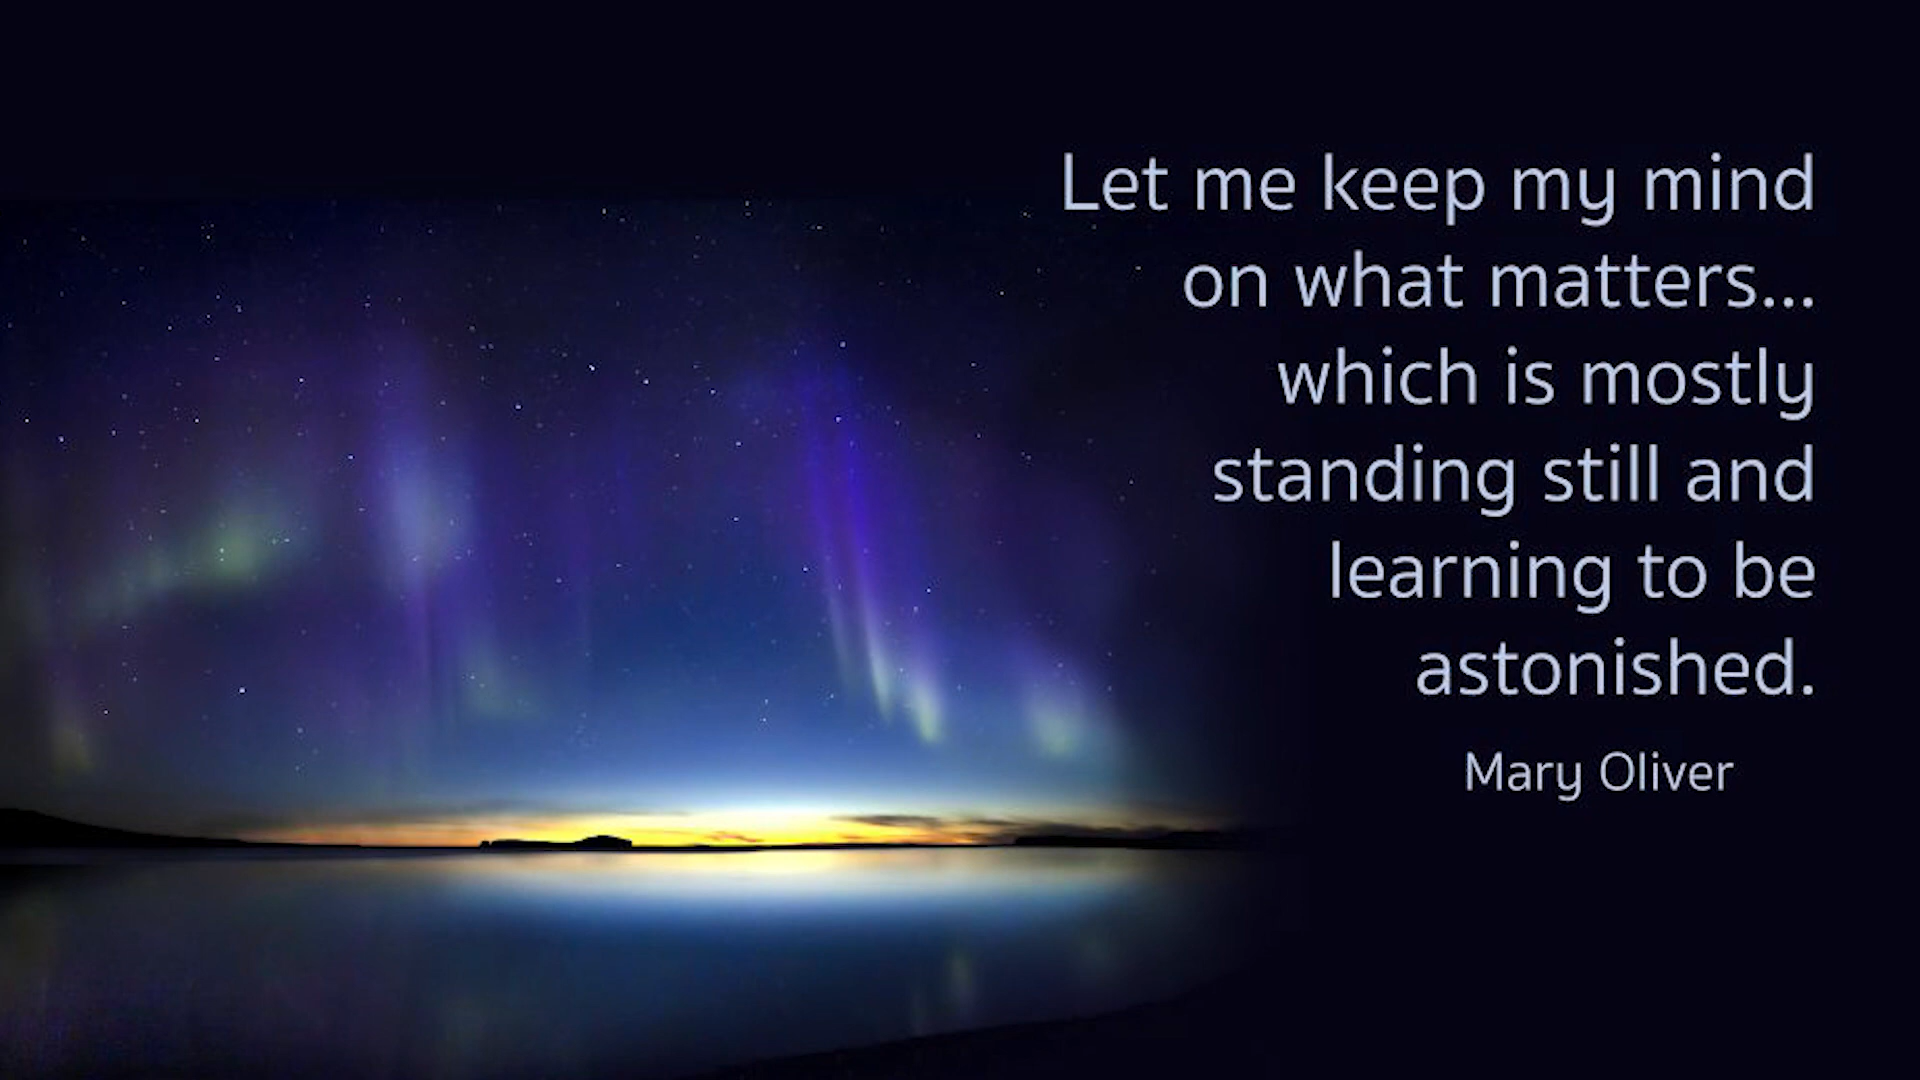 Let me keep my mind
on what matters...
which is mostly
standing still and
learning to be
astonished.
Mary Oliver